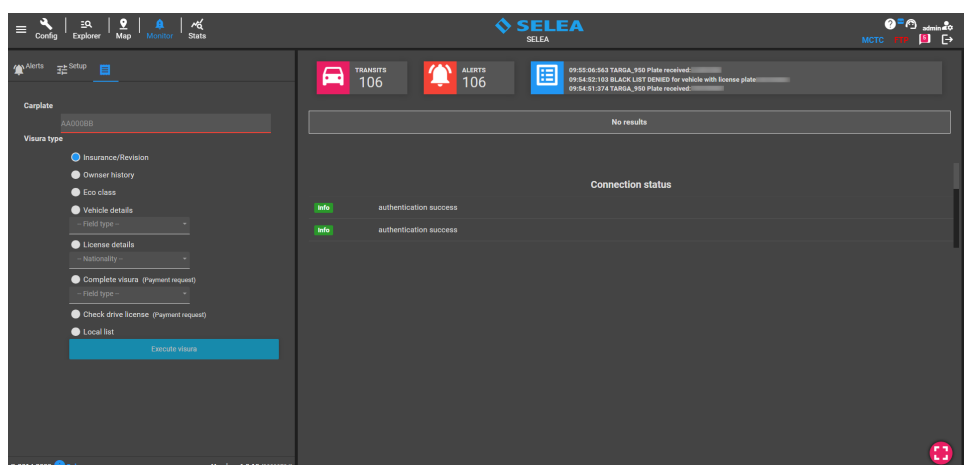 Config
Explorer
Map
Monitor
Stats
SELEA
SELEA
admin
MCTC
Alerts
Setup
Carplate
AA000BB
Visura type
Insurance/Revision
Ownser history
Eco class
Vehicle details
-- Field type --
License details
-- Nationality --
Complete visura (Payment request)
-- Field type --
Check drive license (Payment request)
Local list
Execute visura
TRANSITS
106
ALERTS
106
09:55:06:563 TARGA_950 Plate received:
09:54:52:103 BLACK LIST DENIED for vehicle with license plate
09:54:51:374 TARGA_950 Plate received:
No results
Connection status
Info authentication success
Info authentication success